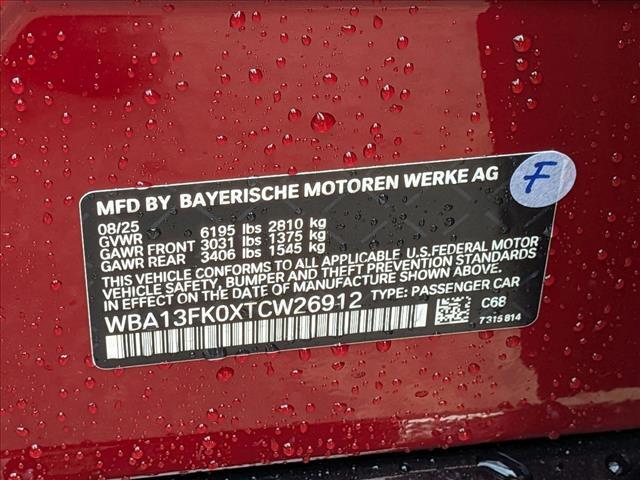 MFD BY BAYERISCHE MOTOREN WERKE AG
F
08/25
GVWR 6195 lbs 2810 kg
GAWR FRONT 3031 lbs 1375 kg
GAWR REAR 3406 lbs 1545 kg
THIS VEHICLE CONFORMS TO ALL APPLICABLE U.S.FEDERAL MOTOR
VEHICLE SAFETY, BUMPER, AND THEFT PREVENTION STANDARDS
IN EFFECT ON THE DATE OF MANUFACTURE SHOWN ABOVE.
WBA13FK0XTCW26912 TYPE: PASSENGER CAR
C68
7315814